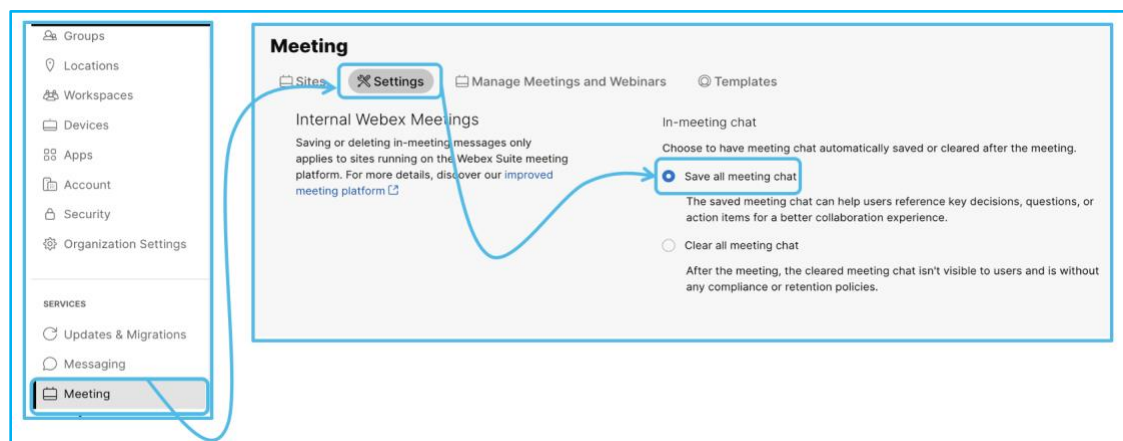 Groups
Locations
Workspaces
Devices
Apps
Account
Security
Organization Settings
SERVICES
Updates & Migrations
Messaging
Meeting
Meeting
Sites
Settings
Manage Meetings and Webinars
Templates
Internal Webex Meetings
Saving or deleting in-meeting messages only
applies to sites running on the Webex Suite meeting
platform. For more details, discover our improved
meeting platform
In-meeting chat
Choose to have meeting chat automatically saved or cleared after the meeting.
Save all meeting chat
The saved meeting chat can help users reference key decisions, questions, or
action items for a better collaboration experience.
Clear all meeting chat
After the meeting, the cleared meeting chat isn't visible to users and is without
any compliance or retention policies.